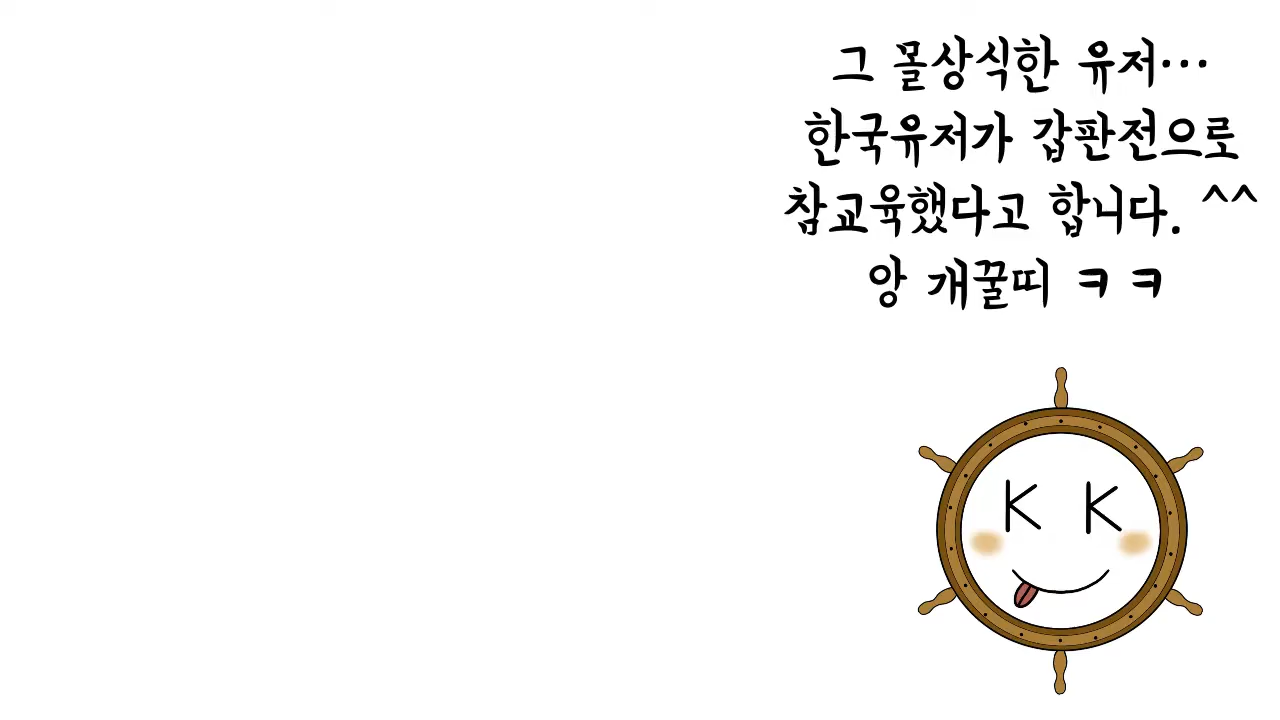 그 몰상식한 유저…
한국유저가 갑판전으로
참교육했다고 합니다. ^^
앙 개꿀띠 ㅋㅋ
K K